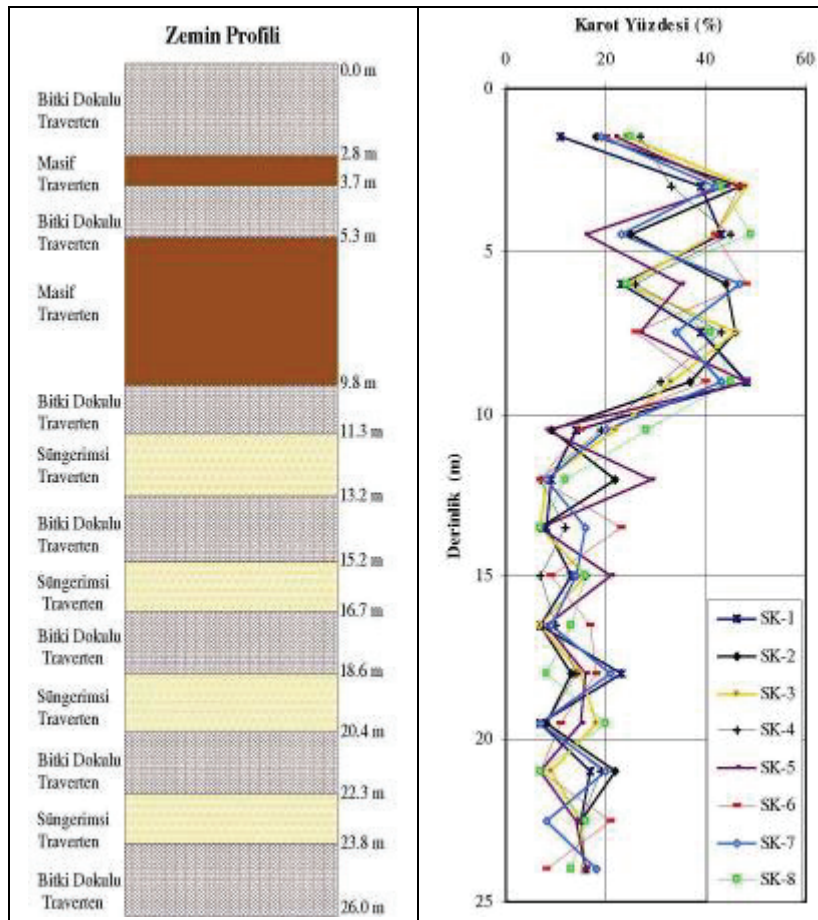 Zemin Profili
0.0 m
Bitki Dokulu
Traverten
2.8 m
Masif
Traverten
3.7 m
Bitki Dokulu
Traverten
5.3 m
Masif
Traverten
9.8 m
Bitki Dokulu
Traverten
11.3 m
Süngerimsi
Traverten
13.2 m
Bitki Dokulu
Traverten
15.2 m
Süngerimsi
Traverten
16.7 m
Bitki Dokulu
Traverten
18.6 m
Süngerimsi
Traverten
20.4 m
Bitki Dokulu
Traverten
22.3 m
Süngerimsi
Traverten
23.8 m
Bitki Dokulu
Traverten
26.0 m
Karot Yüzdesi (%)
0 20 40 60
0
5
10
15
20
25
Derinlik (m)
SK-1
SK-2
SK-3
SK-4
SK-5
SK-6
SK-7
SK-8